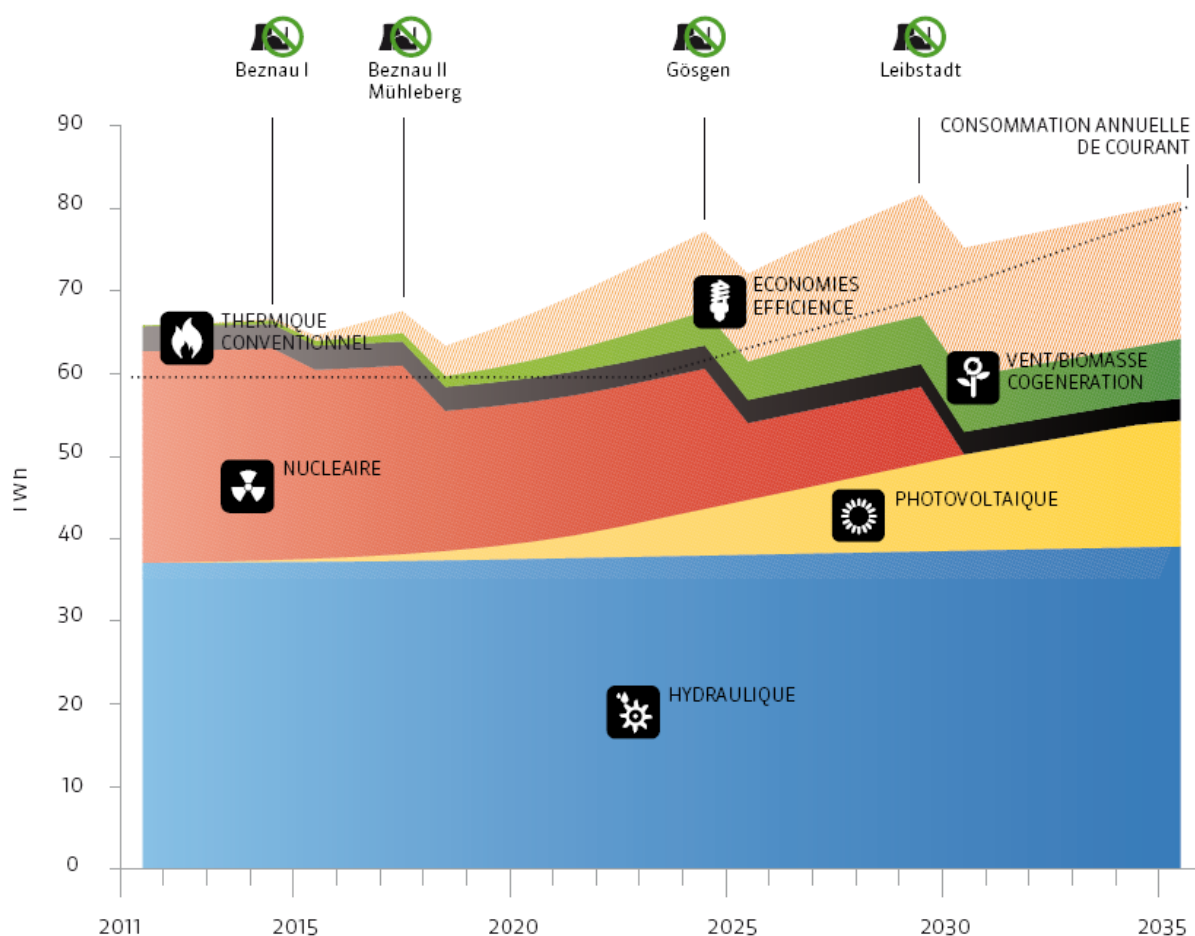 Beznau I
Beznau II
Mühleberg
Gösgen
Leibstadt
CONSOMMATION ANNUELLE
DE COURANT
90
80
70
60
50
40
30
20
10
0
TWh
THERMIQUE
CONVENTIONNEL
ECONOMIES
EFFICIENCE
VENT/BIOMASSE
COGENERATION
NUCLEAIRE
PHOTOVOLTAIQUE
HYDRAULIQUE
2011
2015
2020
2025
2030
2035